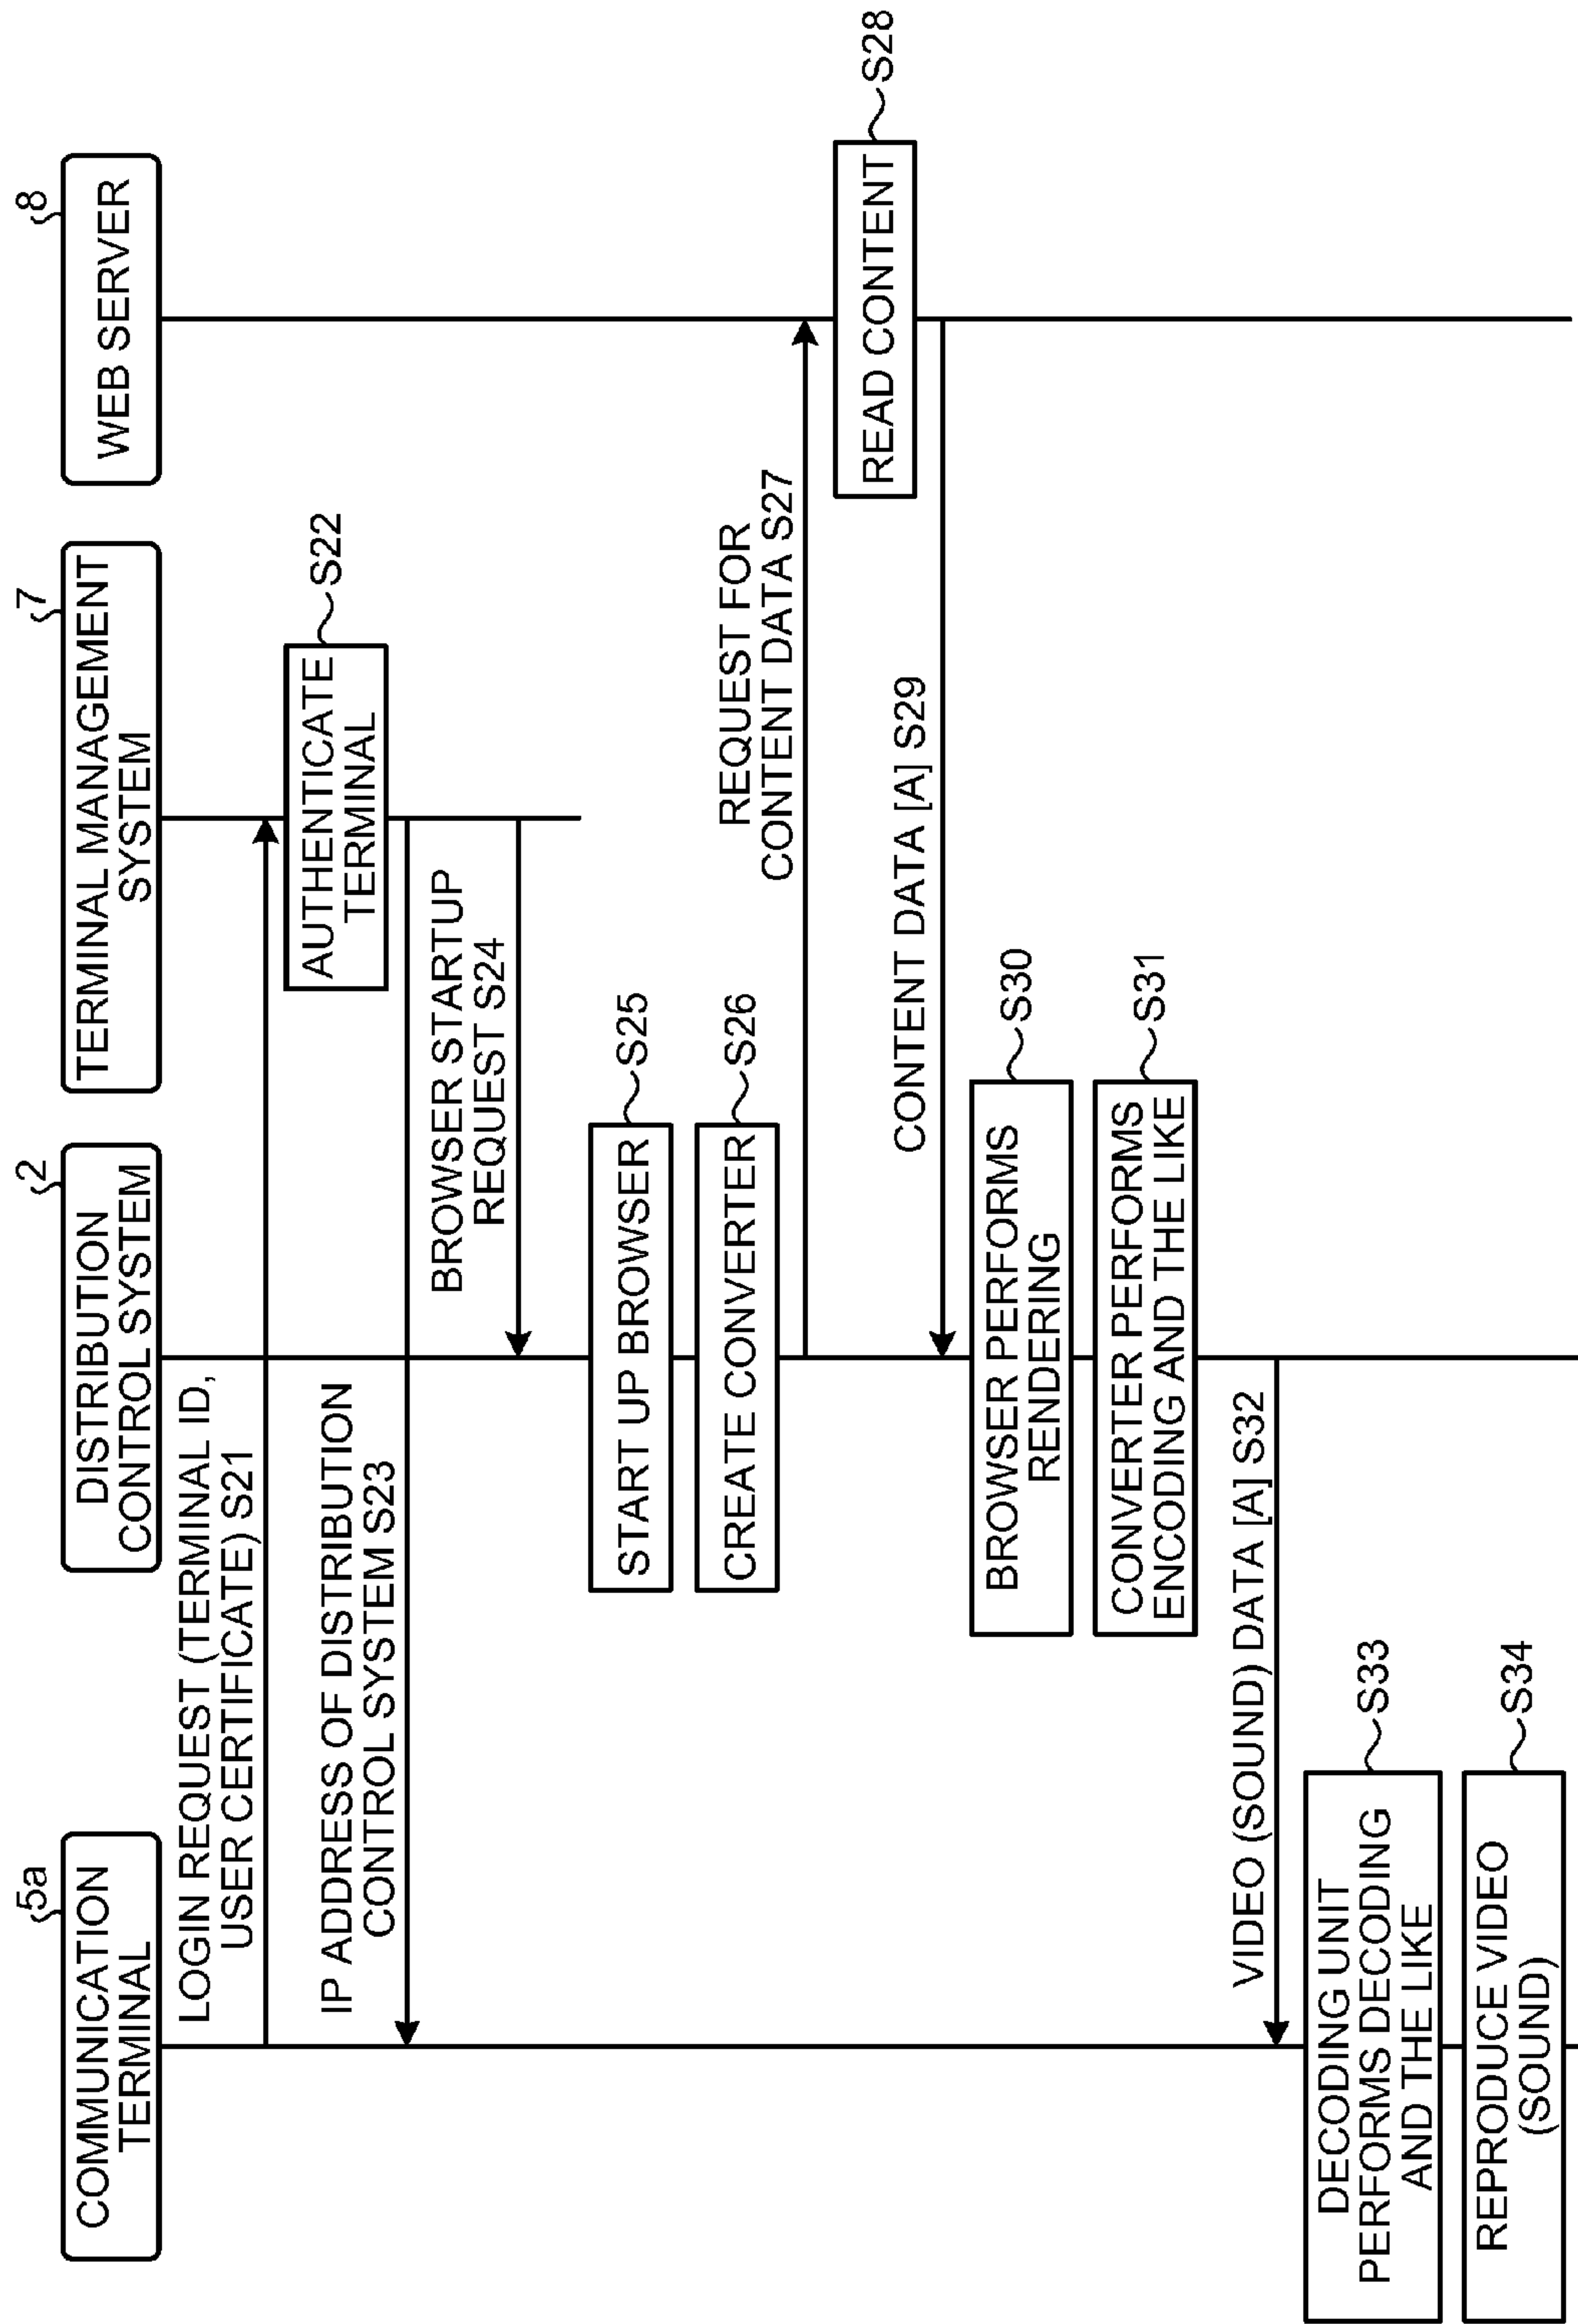 5a
COMMUNICATION
TERMINAL
2
DISTRIBUTION
CONTROL SYSTEM
7
TERMINAL MANAGEMENT
SYSTEM
8
WEB SERVER
LOGIN REQUEST (TERMINAL ID,
USER CERTIFICATE) S21
AUTHENTICATE
TERMINAL
S22
IP ADDRESS OF DISTRIBUTION
CONTROL SYSTEM S23
BROWSER STARTUP
REQUEST S24
START UP BROWSER
S25
CREATE CONVERTER
S26
REQUEST FOR
CONTENT DATA S27
READ CONTENT
S28
CONTENT DATA [A] S29
BROWSER PERFORMS
RENDERING
S30
CONVERTER PERFORMS
ENCODING AND THE LIKE
S31
VIDEO (SOUND) DATA [A] S32
DECODING UNIT
PERFORMS DECODING
AND THE LIKE
S33
REPRODUCE VIDEO
(SOUND)
S34